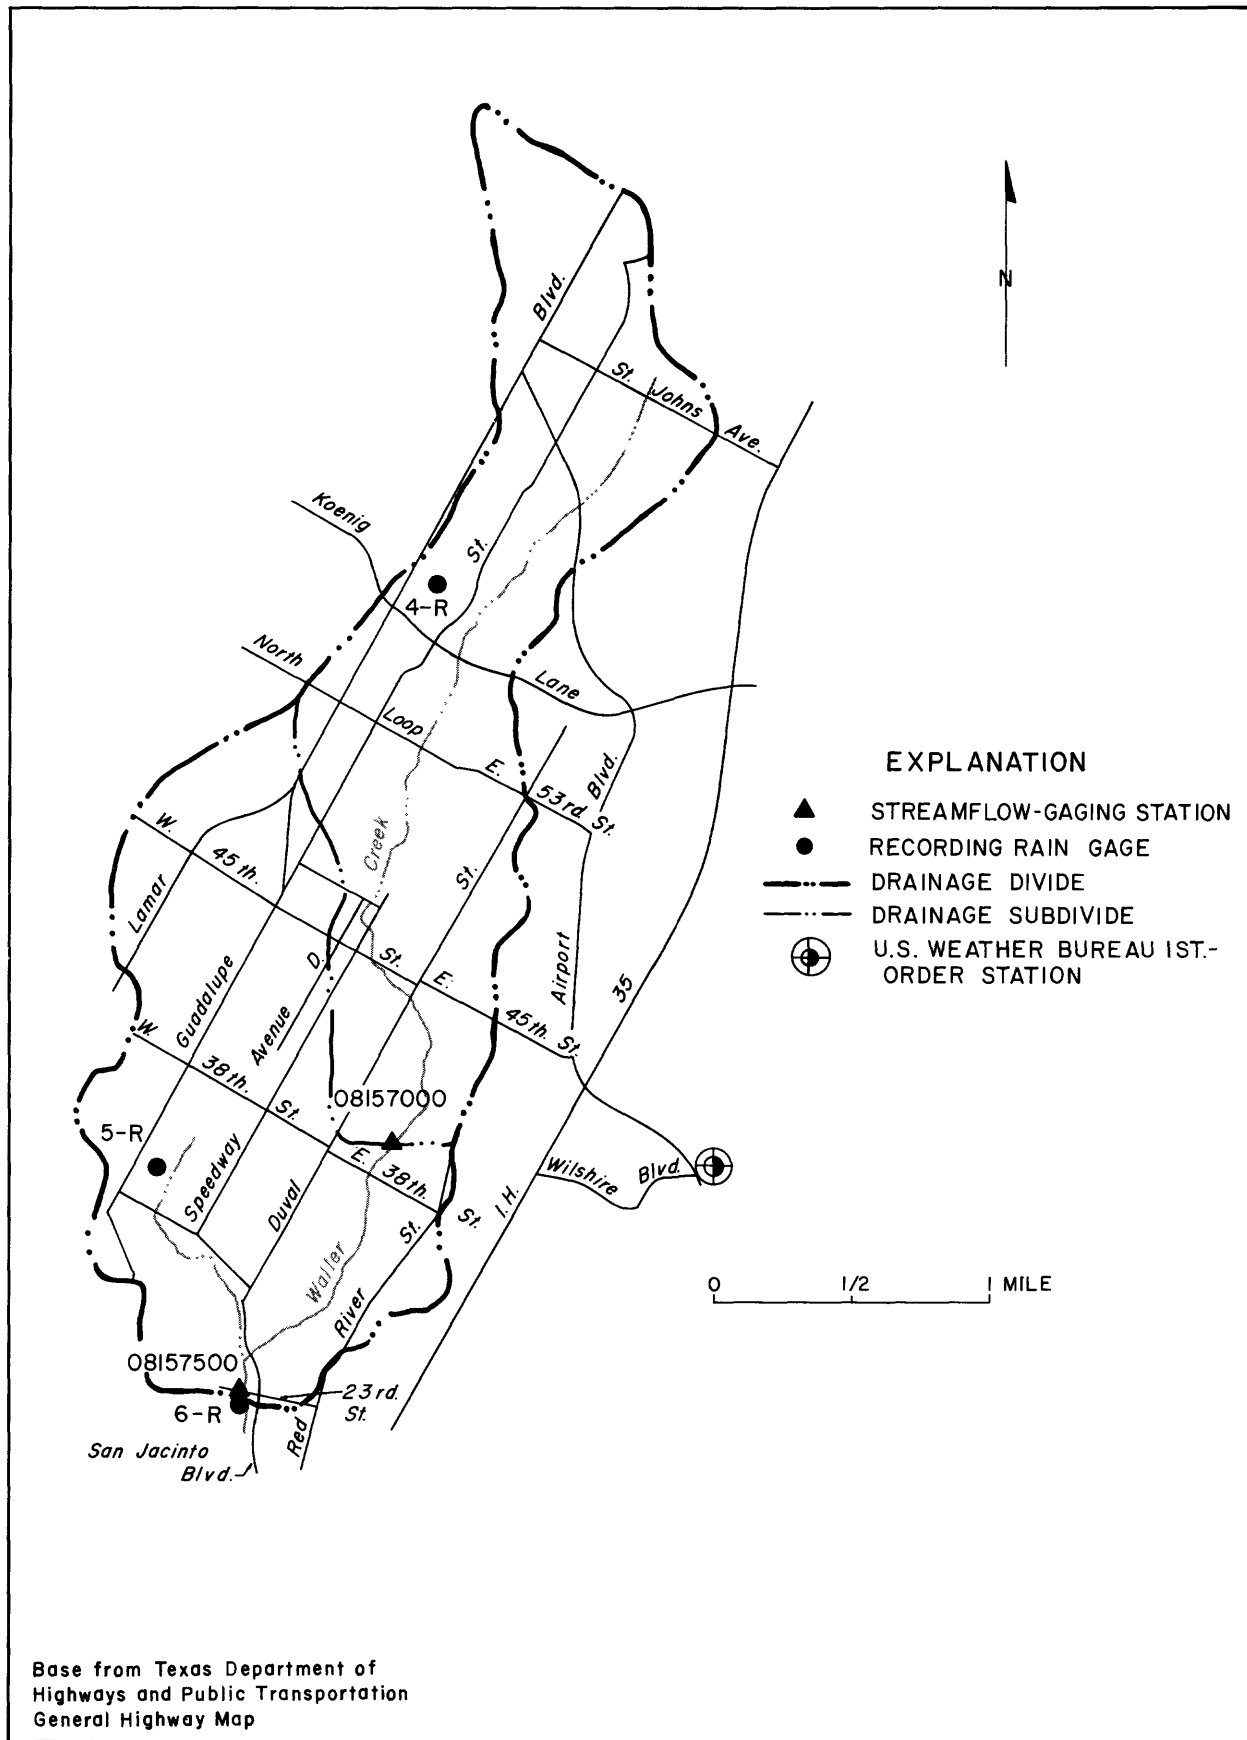 N
Blvd.
St. Johns Ave.
Koenig
St.
4-R
North
Lane
Loop
E.
53rd. St.
Blvd.
EXPLANATION
STREAMFLOW-GAGING STATION
RECORDING RAIN GAGE
DRAINAGE DIVIDE
DRAINAGE SUBDIVIDE
U.S. WEATHER BUREAU IST.-
ORDER STATION
W.
45th.
Creek
St.
Lamar
D.
St.
E.
Airport
35
Guadalupe
Avenue
45th. St.
W.
38th.
St.
08157000
5-R
E.
38th.
St.
Wilshire Blvd.
Speedway
Duval
I.H.
St.
Waller
River
0 1/2 1 MILE
08157500
6-R
23rd.
St.
Red
San Jacinto
Blvd.
Base from Texas Department of
Highways and Public Transportation
General Highway Map